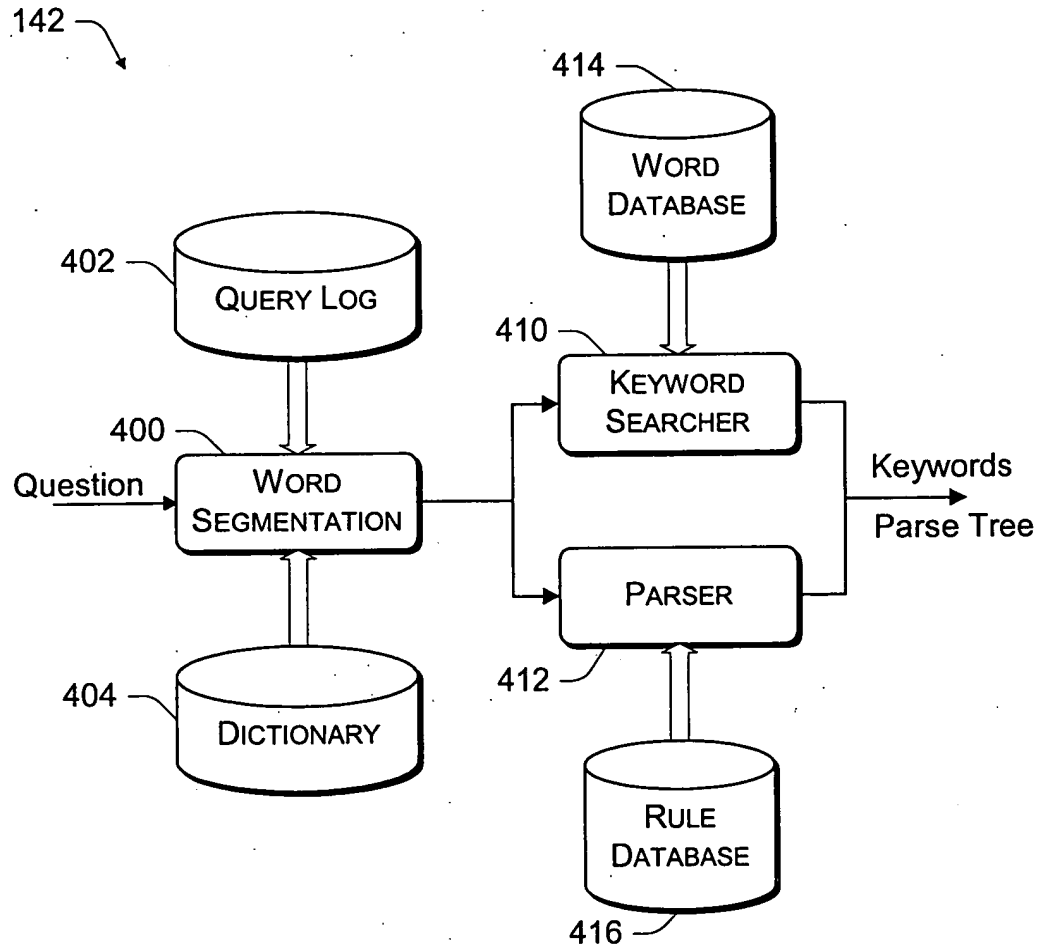 142
414
WORD
DATABASE
402
QUERY LOG
410
KEYWORD
SEARCHER
400
Question
WORD
SEGMENTATION
Keywords
Parse Tree
PARSER
412
404
DICTIONARY
RULE
DATABASE
416